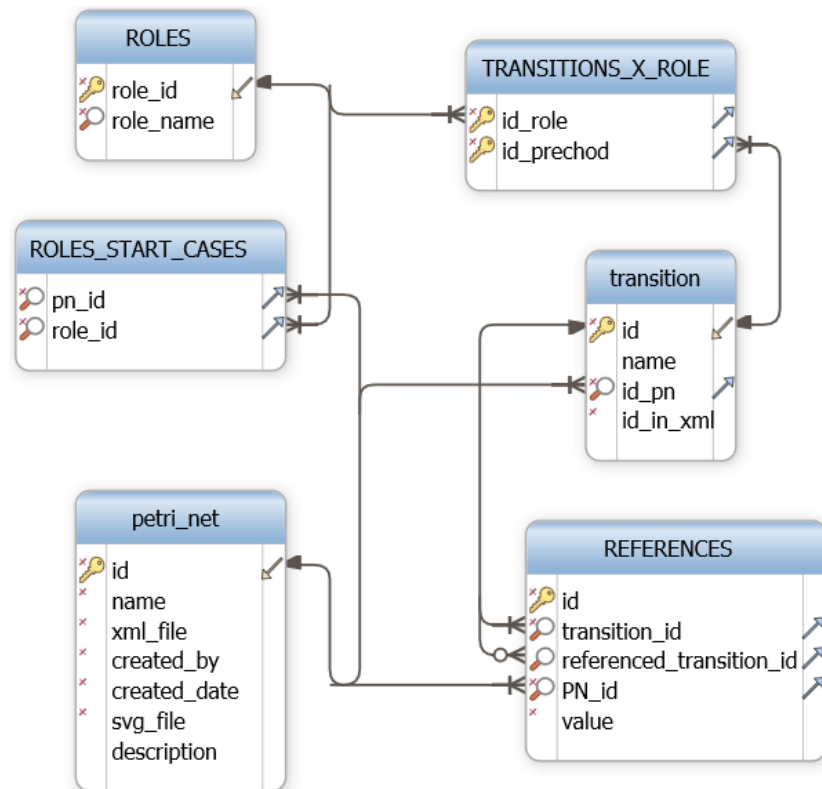 ROLES
role_id
role_name
TRANSITIONS_X_ROLE
id_role
id_prechod
ROLES_START_CASES
pn_id
role_id
transition
id
name
id_pn
id_in_xml
petri_net
id
name
xml_file
created_by
created_date
svg_file
description
REFERENCES
id
transition_id
referenced_transition_id
PN_id
value